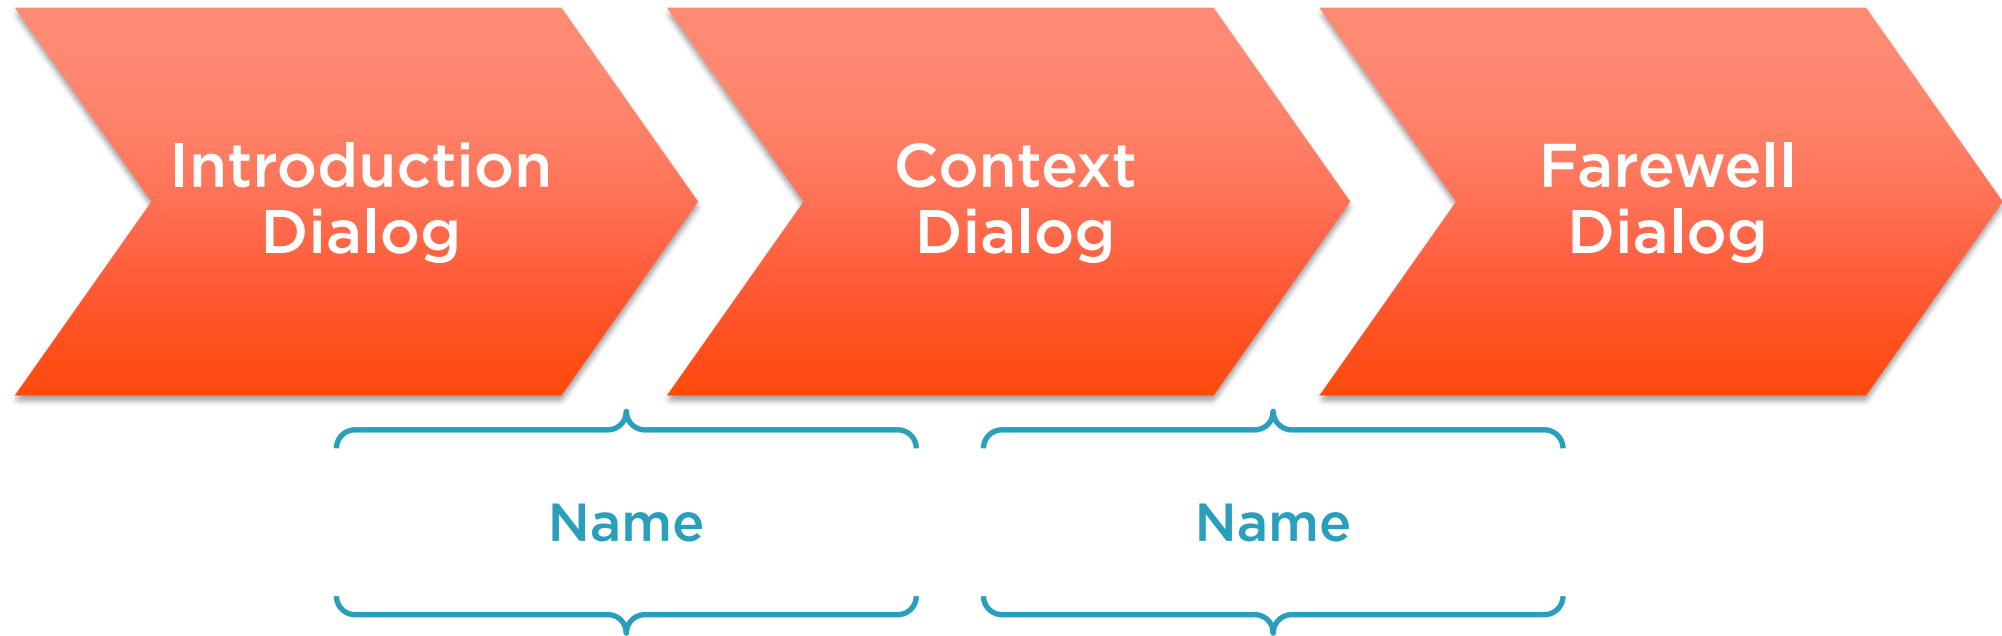 Introduction
Dialog
Context
Dialog
Farewell
Dialog
Name
Name